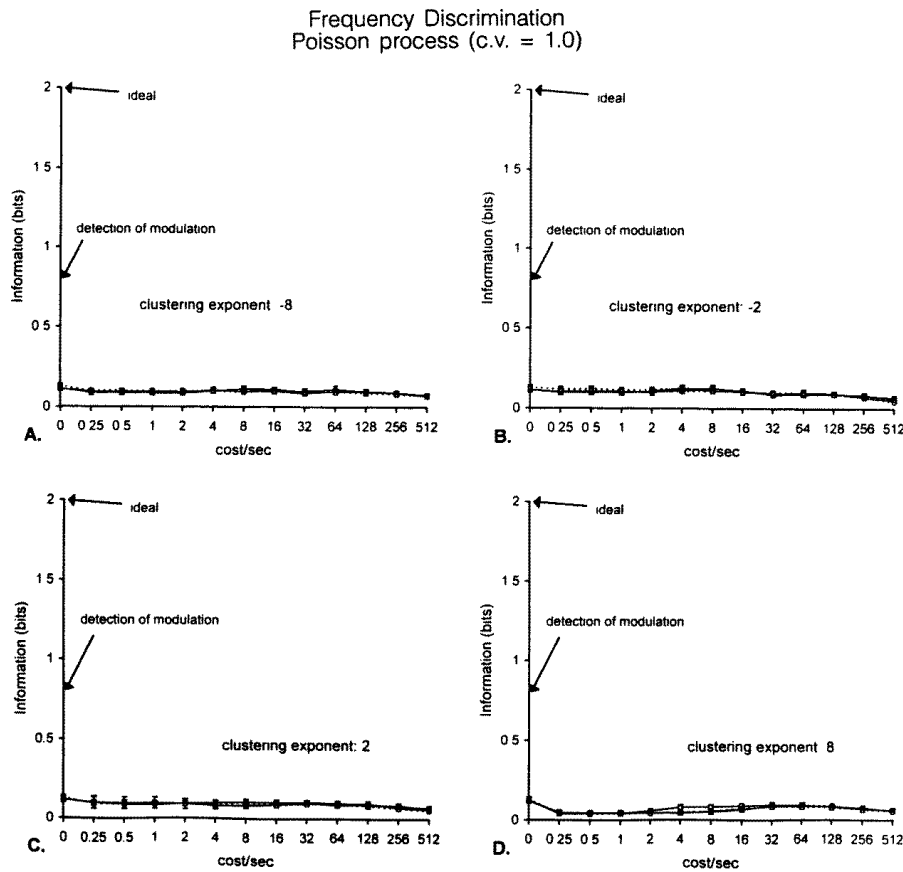 Frequency Discrimination
Poisson process (c.v. = 1.0)
2
ideal
1 5
Information (bits)
detection of modulation
1
clustering exponent -8
0 5
0
A.
0 0 25 0 5 1 2 4 8 16 32 64 128 256 512
cost/sec
2
ideal
1 5
Information (bits)
detection of modulation
1
clustering exponent -2
0 5
0
B.
0 0 25 0 5 1 2 4 8 16 32 64 128 256 512
cost/sec
2
ideal
1 5
Information (bits)
detection of modulation
1
clustering exponent: 2
0 5
0
C.
0 0.25 0.5 1 2 4 8 16 32 64 128 256 512
cost/sec
2
ideal
1 5
Information (bits)
detection of modulation
1
clustering exponent 8
0 5
0
D.
0 0.25 0.5 1 2 4 8 16 32 64 128 256 512
cost/sec